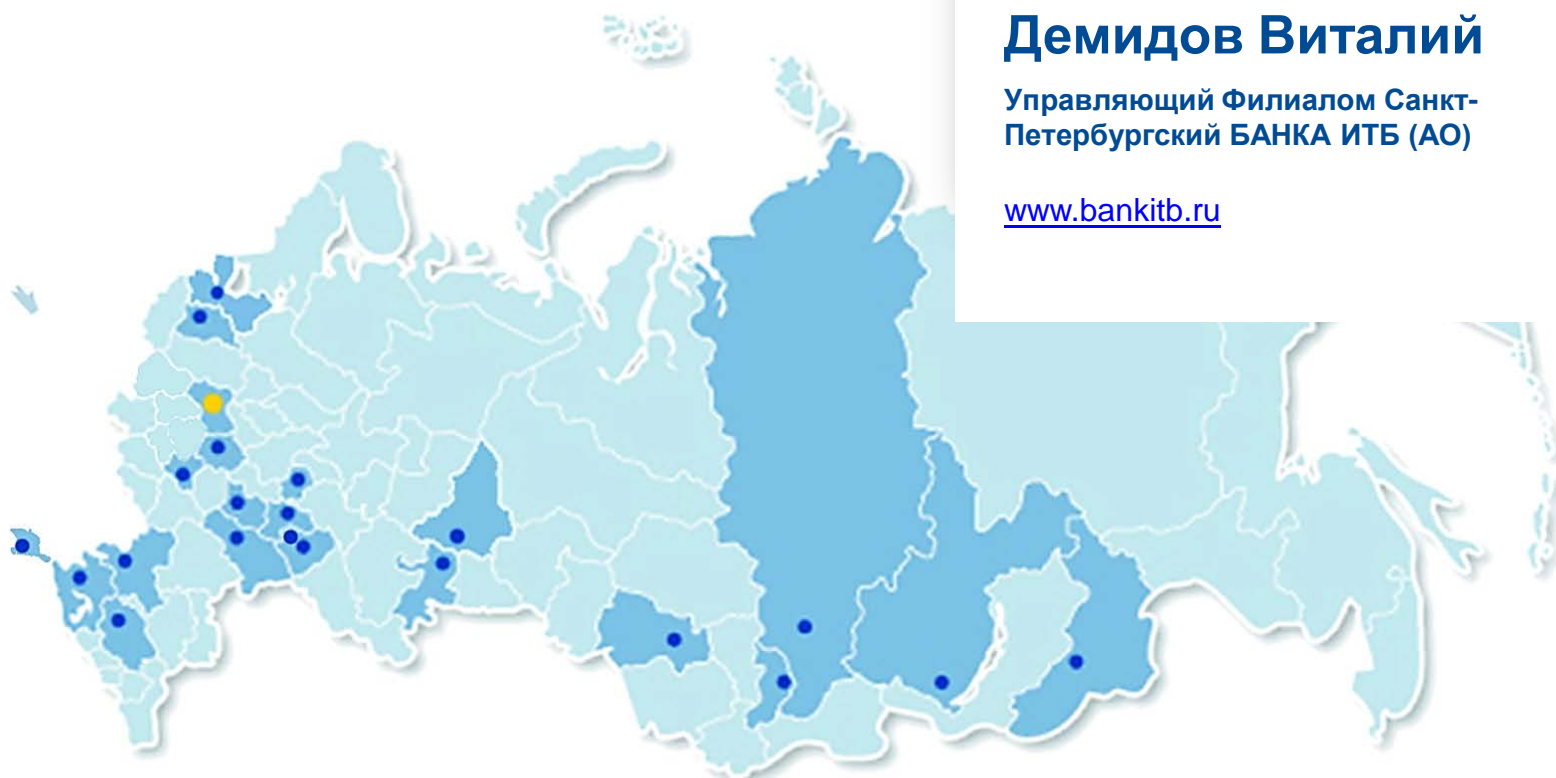 Демидов Виталий
Управляющий Филиалом Санкт-
Петербургский БАНКА ИТБ (АО)
www.bankitb.ru